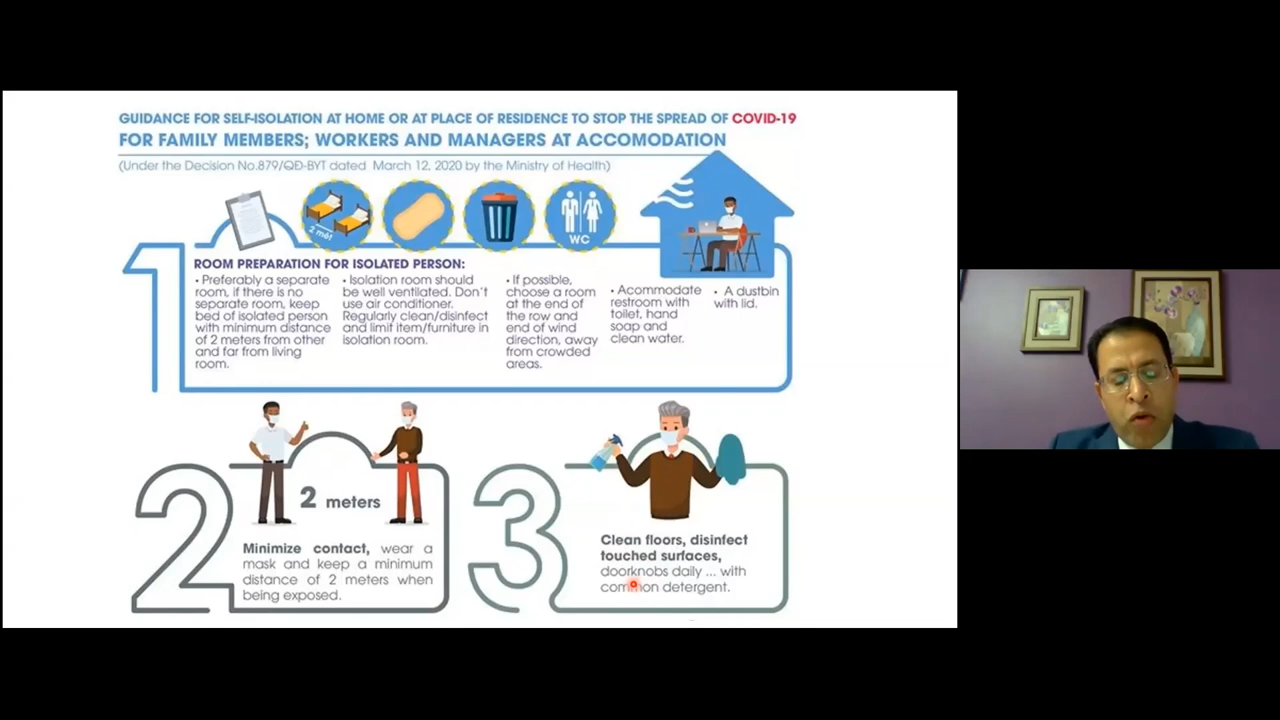 GUIDANCE FOR SELF-ISOLATION AT HOME OR AT PLACE OF RESIDENCE TO STOP THE SPREAD OF COVID-19
FOR FAMILY MEMBERS; WORKERS AND MANAGERS AT ACCOMODATION
(Under the Decision No.879/QĐ-BYT dated March 12, 2020 by the Ministry of Health)
2 mét
WC
1
ROOM PREPARATION FOR ISOLATED PERSON:
• Preferably a separate
room, if there is no
separate room, keep
bed of isolated person
with minimum distance
of 2 meters from other
and far from living
room.
• Isolation room should
be well ventilated. Don't
use air conditioner.
Regularly clean/disinfect
and limit item/furniture in
isolation room.
• If possible,
choose a room
at the end of
the row and
end of wind
direction, away
from crowded
areas.
• Acommodate
restroom with
toilet, hand
soap and
clean water.
• A dustbin
with lid.
2
2 meters
Minimize contact, wear a
mask and keep a minimum
distance of 2 meters when
being exposed.
3
Clean floors, disinfect
touched surfaces,
doorknobs daily ... with
common detergent.